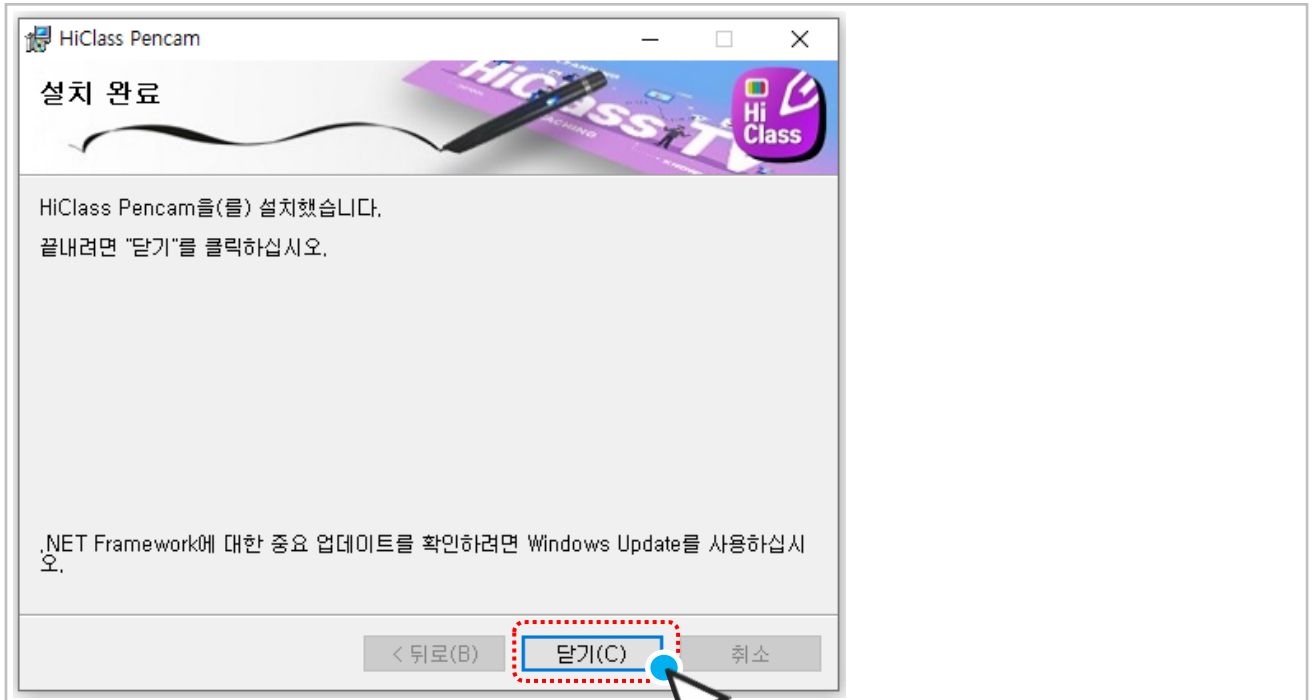 HiClass Pencam
설치 완료
HiClass TV
Hi
Class
HiClass Pencam을(를) 설치했습니다.
끝내려면 "닫기"를 클릭하십시오.
.NET Framework에 대한 중요 업데이트를 확인하려면 Windows Update를 사용하십시
오.
< 뒤로(B)
닫기(C)
취소